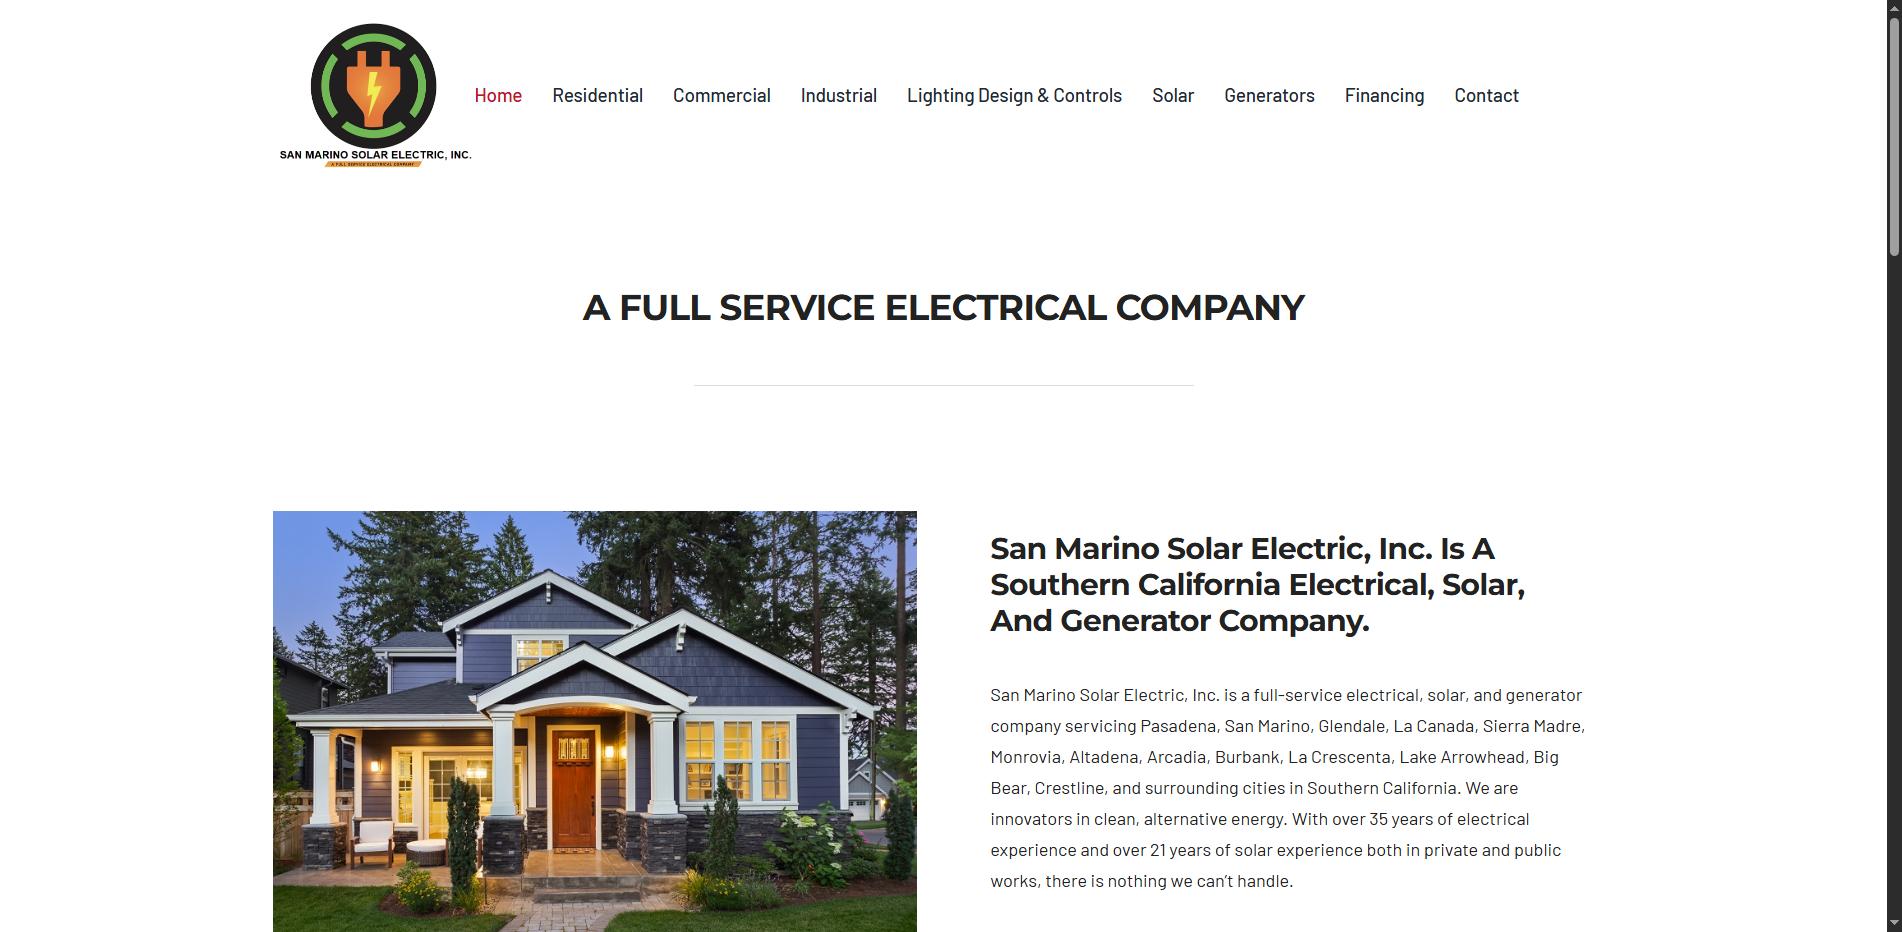 SAN MARINO SOLAR ELECTRIC, INC.
A FULL SERVICE ELECTRICAL COMPANY
Home Residential Commercial Industrial Lighting Design & Controls Solar Generators Financing Contact
A FULL SERVICE ELECTRICAL COMPANY
San Marino Solar Electric, Inc. Is A
Southern California Electrical, Solar,
And Generator Company.
San Marino Solar Electric, Inc. is a full-service electrical, solar, and generator
company servicing Pasadena, San Marino, Glendale, La Canada, Sierra Madre,
Monrovia, Altadena, Arcadia, Burbank, La Crescenta, Lake Arrowhead, Big
Bear, Crestline, and surrounding cities in Southern California. We are
innovators in clean, alternative energy. With over 35 years of electrical
experience and over 21 years of solar experience both in private and public
works, there is nothing we can’t handle.